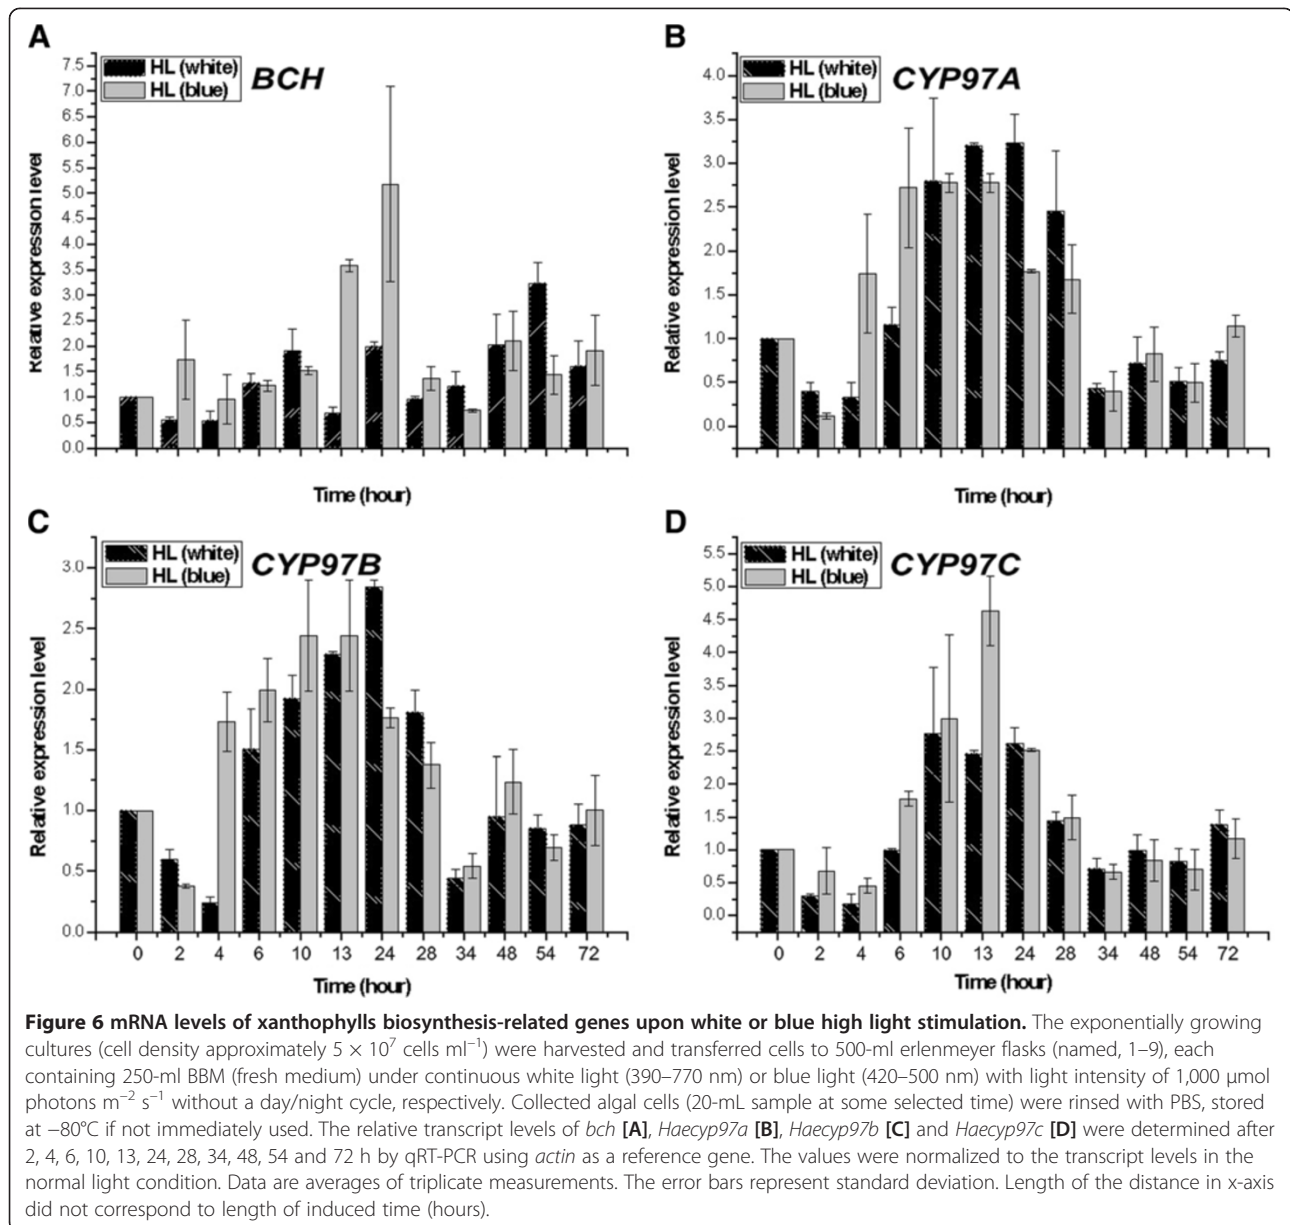 A
HL (white)
HL (blue)
BCH
7.5
7.0
6.5
6.0
5.5
5.0
4.5
4.0
3.5
3.0
2.5
2.0
1.5
1.0
0.5
0.0
Relative expression level
Time (hour)
B
HL (white)
HL (blue)
CYP97A
4.0
3.5
3.0
2.5
2.0
1.5
1.0
0.5
0.0
Relative expression level
Time (hour)
C
HL (white)
HL (blue)
CYP97B
3.0
2.5
2.0
1.5
1.0
0.5
0.0
Relative expression level
0 2 4 6 10 13 24 28 34 48 54 72
Time (hour)
D
HL (white)
HL (blue)
CYP97C
5.5
5.0
4.5
4.0
3.5
3.0
2.5
2.0
1.5
1.0
0.5
0.0
Relative expression level
0 2 4 6 10 13 24 28 34 48 54 72
Time (hour)
Figure 6 mRNA levels of xanthophylls biosynthesis-related genes upon white or blue high light stimulation. The exponentially growing
cultures (cell density approximately 5 × 10⁷ cells ml⁻¹) were harvested and transferred cells to 500-ml erlenmeyer flasks (named, 1–9), each
containing 250-ml BBM (fresh medium) under continuous white light (390–770 nm) or blue light (420–500 nm) with light intensity of 1,000 μmol
photons m⁻² s⁻¹ without a day/night cycle, respectively. Collected algal cells (20-mL sample at some selected time) were rinsed with PBS, stored
at −80°C if not immediately used. The relative transcript levels of bch [A], Haecyp97a [B], Haecyp97b [C] and Haecyp97c [D] were determined after
2, 4, 6, 10, 13, 24, 28, 34, 48, 54 and 72 h by qRT-PCR using actin as a reference gene. The values were normalized to the transcript levels in the
normal light condition. Data are averages of triplicate measurements. The error bars represent standard deviation. Length of the distance in x-axis
did not correspond to length of induced time (hours).